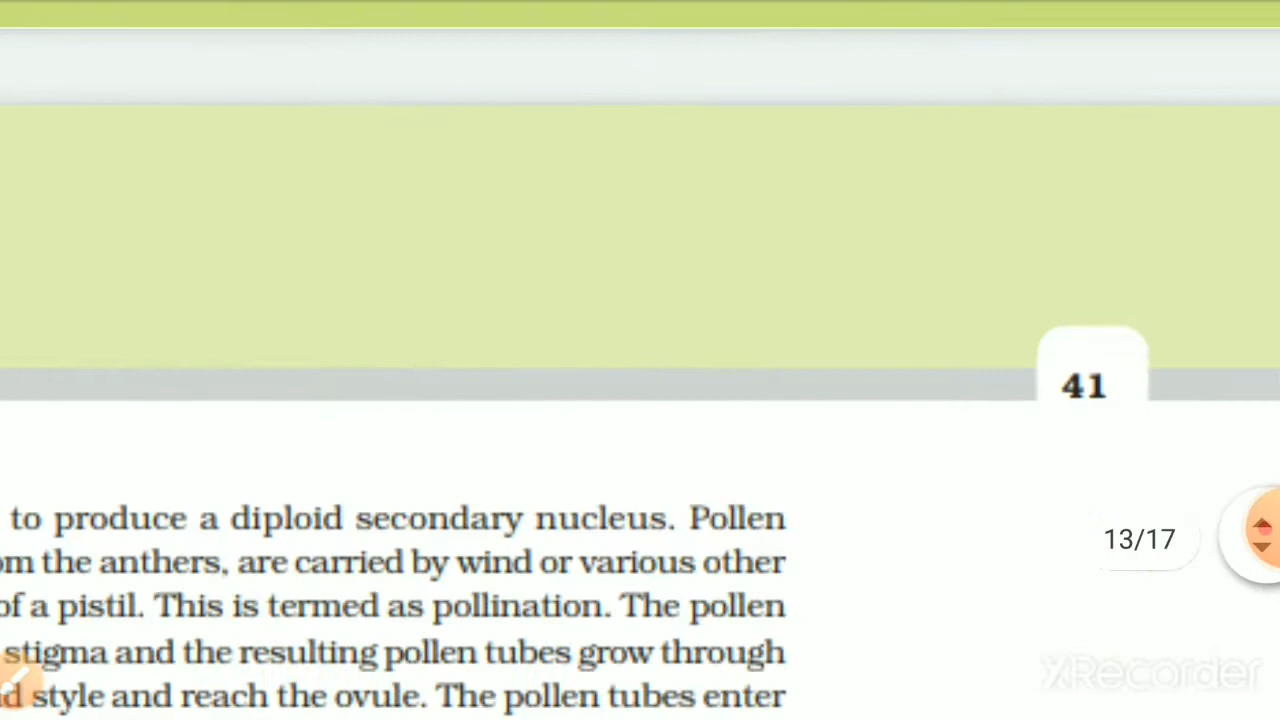 41
to produce a diploid secondary nucleus. Pollen
the anthers, are carried by wind or various other
of a pistil. This is termed as pollination. The pollen
stigma and the resulting pollen tubes grow through
style and reach the ovule. The pollen tubes enter
13/17
XRecorder